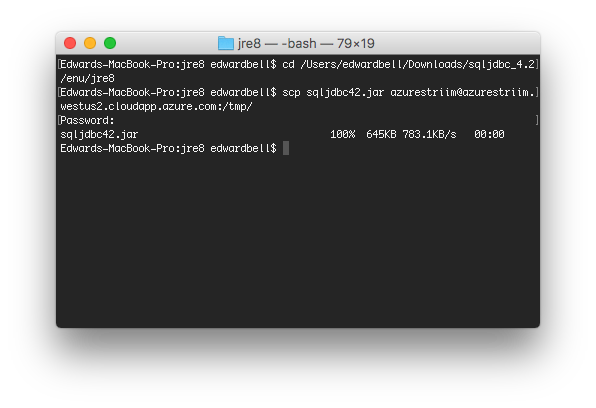 jre8 — -bash — 79×19
[Edwards-MacBook-Pro:jre8 edwardbell$ cd /Users/edwardbell/Downloads/sqljdbc_4.2]
/enu/jre8
[Edwards-MacBook-Pro:jre8 edwardbell$ scp sqljdbc42.jar azurestriim@azurestriim.]
westus2.cloudapp.azure.com:/tmp/
[Password: ]
sqljdbc42.jar 100% 645KB 783.1KB/s 00:00
Edwards-MacBook-Pro:jre8 edwardbell$